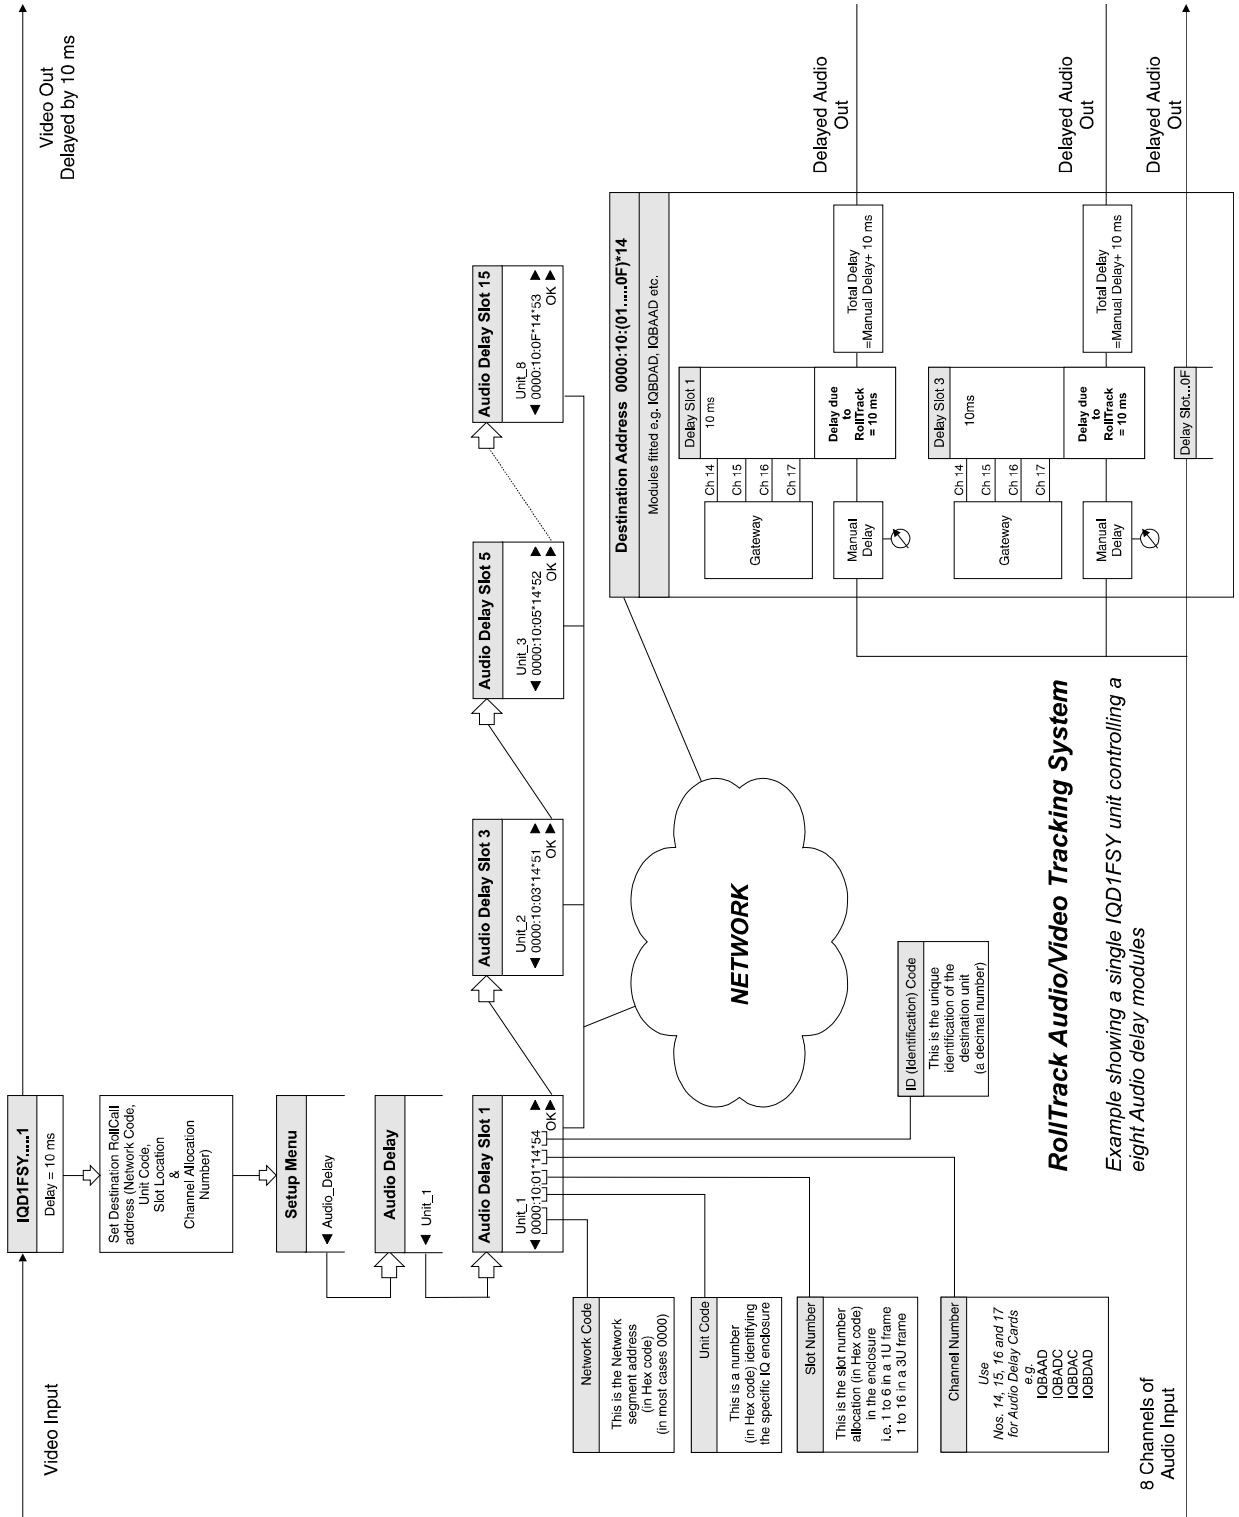 Video Input
Video Out
Delayed by 10 ms
IQD1FSY.....1
Delay = 10 ms
Set Destination RollCall
address (Network Code,
Unit Code,
Slot Location
&
Channel Allocation
Number)
Setup Menu
◀ Audio_Delay
Audio Delay
◀ Unit_1
Audio Delay Slot 1
Unit_1
◀ 0000:10:01*14*54 ▶
OK ▶
Audio Delay Slot 3
Unit_2
◀ 0000:10:03*14*51 ▶
OK ▶
Audio Delay Slot 5
Unit_3
◀ 0000:10:05*14*52 ▶
OK ▶
Audio Delay Slot 15
Unit_8
◀ 0000:10:0F*14*53 ▶
OK ▶
Network Code
This is the Network
segment address
(in Hex code)
(in most cases 0000)
Unit Code
This is a number
(in Hex code) identifying
the specific IQ enclosure
Slot Number
This is the slot number
allocation (in Hex code)
in the enclosure
i.e. 1 to 6 in a 1U frame
1 to 16 in a 3U frame
Channel Number
Use
Nos. 14, 15, 16 and 17
for Audio Delay Cards
e.g.
IQBAAD
IQBADC
IQBDAC
IQBDAD
ID (Identification) Code
This is the unique
identification of the
destination unit
(a decimal number)
NETWORK
Destination Address 0000:10:(01.....0F)*14
Modules fitted e.g. IQBDAD, IQBAAD etc.
Gateway
Ch 14
Ch 15
Ch 16
Ch 17
Delay Slot 1
10 ms
Manual
Delay
Delay due
to
RollTrack
= 10 ms
Total Delay
=Manual Delay+ 10 ms
Delayed Audio
Out
Gateway
Ch 14
Ch 15
Ch 16
Ch 17
Delay Slot 3
10ms
Manual
Delay
Delay due
to
RollTrack
= 10 ms
Total Delay
=Manual Delay+ 10 ms
Delayed Audio
Out
Delay Slot...0F
Delayed Audio
Out
8 Channels of
Audio Input
RollTrack Audio/Video Tracking System
Example showing a single IQD1FSY unit controlling a
eight Audio delay modules